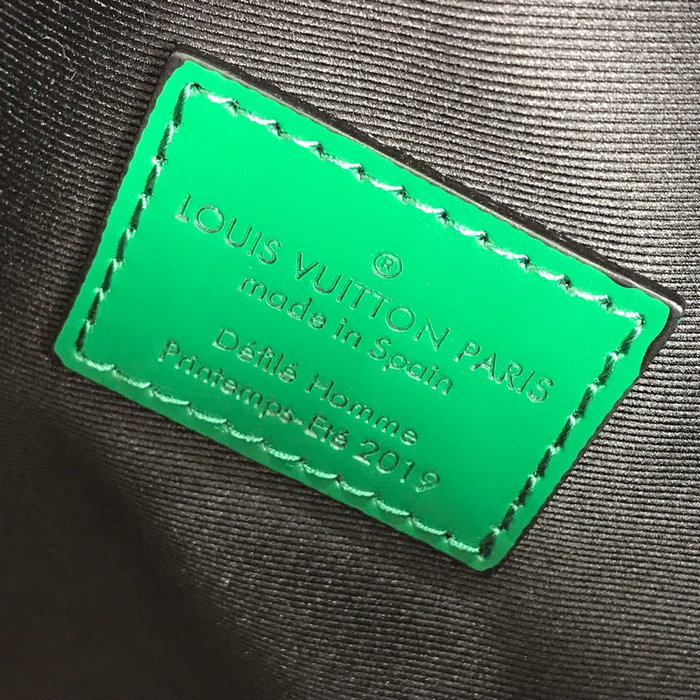 ®
LOUIS VUITTON PARIS
made in Spain
Défilé Homme
Printemps-Eté 2019